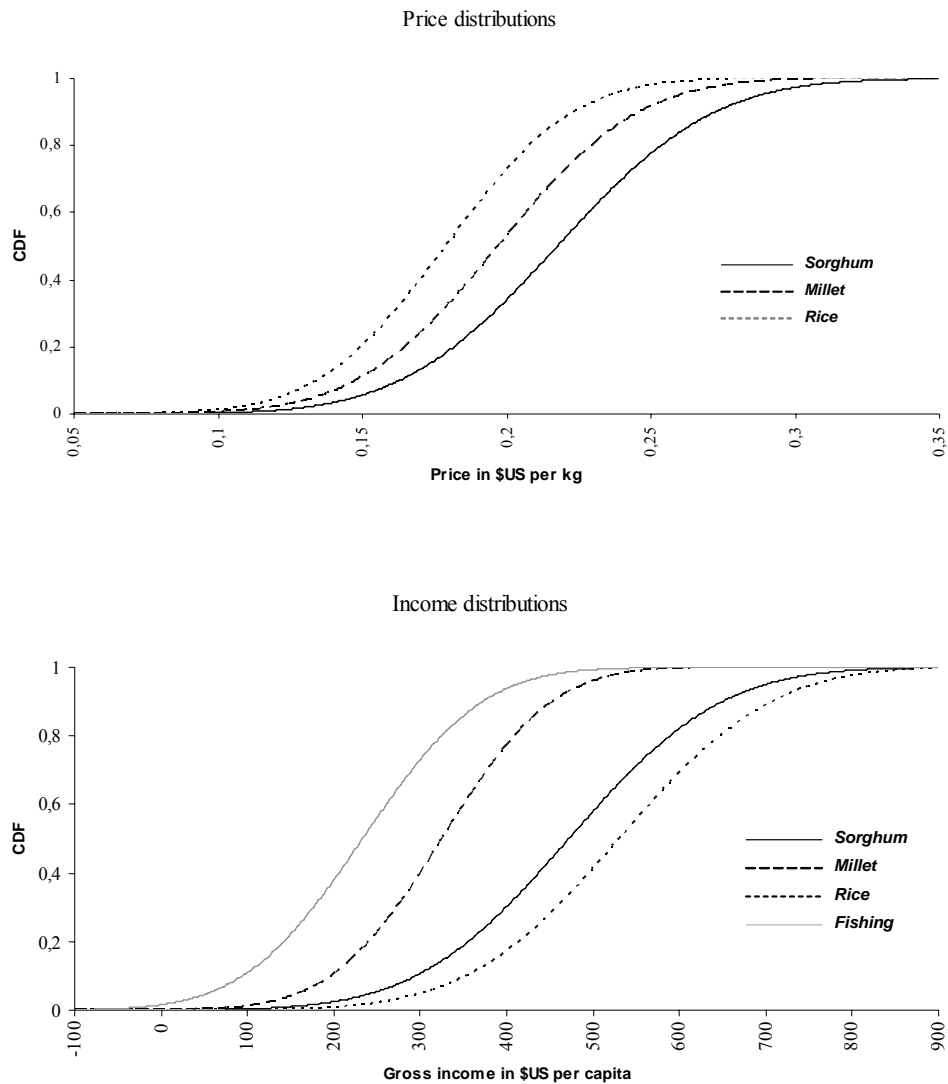 Price distributions
1
0,8
0,6
0,4
0,2
0
CDF
Sorghum
Millet
Rice
0,05
0,1
0,15
0,2
0,25
0,3
0,35
Price in $US per kg
Income distributions
1
0,8
0,6
0,4
0,2
0
CDF
Sorghum
Millet
Rice
Fishing
-100
0
100
200
300
400
500
600
700
800
900
Gross income in $US per capita